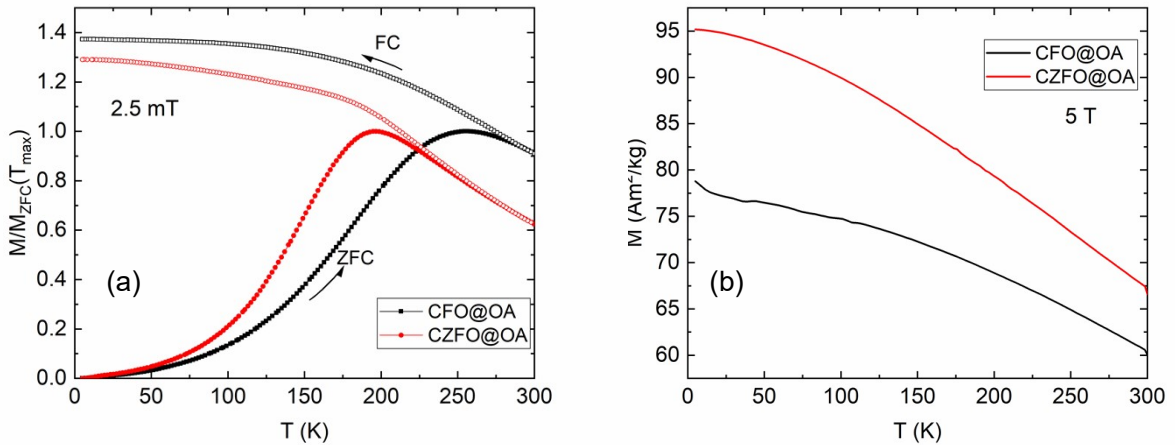 1.4
1.2
1.0
0.8
0.6
0.4
0.2
0.0
M/M_ZFC(T_max)
FC
2.5 mT
ZFC
(a)
CFO@OA
CZFO@OA
0 50 100 150 200 250 300
T (K)
95
90
85
80
75
70
65
60
M (Am²/kg)
CFO@OA
CZFO@OA
5 T
(b)
0 50 100 150 200 250 300
T (K)